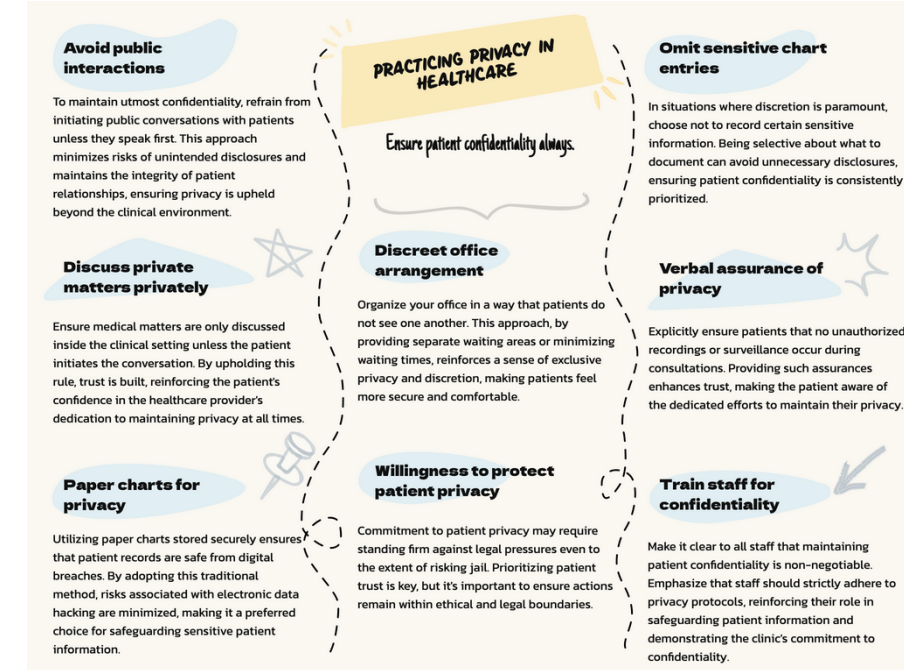 Avoid public
interactions
To maintain utmost confidentiality, refrain from
initiating public conversations with patients
unless they speak first. This approach
minimizes risks of unintended disclosures and
maintains the integrity of patient
relationships, ensuring privacy is upheld
beyond the clinical environment.
Discuss private
matters privately
Ensure medical matters are only discussed
inside the clinical setting unless the patient
initiates the conversation. By upholding this
rule, trust is built, reinforcing the patient's
confidence in the healthcare provider's
dedication to maintaining privacy at all times.
Paper charts for
privacy
Utilizing paper charts stored securely ensures
that patient records are safe from digital
breaches. By adopting this traditional
method, risks associated with electronic data
hacking are minimized, making it a preferred
choice for safeguarding sensitive patient
information.
PRACTICING PRIVACY IN
HEALTHCARE
Ensure patient confidentiality always.
Discreet office
arrangement
Organize your office in a way that patients do
not see one another. This approach, by
providing separate waiting areas or minimizing
waiting times, reinforces a sense of exclusive
privacy and discretion, making patients feel
more secure and comfortable.
Willingness to protect
patient privacy
Commitment to patient privacy may require
standing firm against legal pressures even to
the extent of risking jail. Prioritizing patient
trust is key, but it's important to ensure actions
remain within ethical and legal boundaries.
Omit sensitive chart
entries
In situations where discretion is paramount,
choose not to record certain sensitive
information. Being selective about what to
document can avoid unnecessary disclosures,
ensuring patient confidentiality is consistently
prioritized.
Verbal assurance of
privacy
Explicitly ensure patients that no unauthorized
recordings or surveillance occur during
consultations. Providing such assurances
enhances trust, making the patient aware of
the dedicated efforts to maintain their privacy.
Train staff for
confidentiality
Make it clear to all staff that maintaining
patient confidentiality is non-negotiable.
Emphasize that staff should strictly adhere to
privacy protocols, reinforcing their role in
safeguarding patient information and
demonstrating the clinic's commitment to
confidentiality.